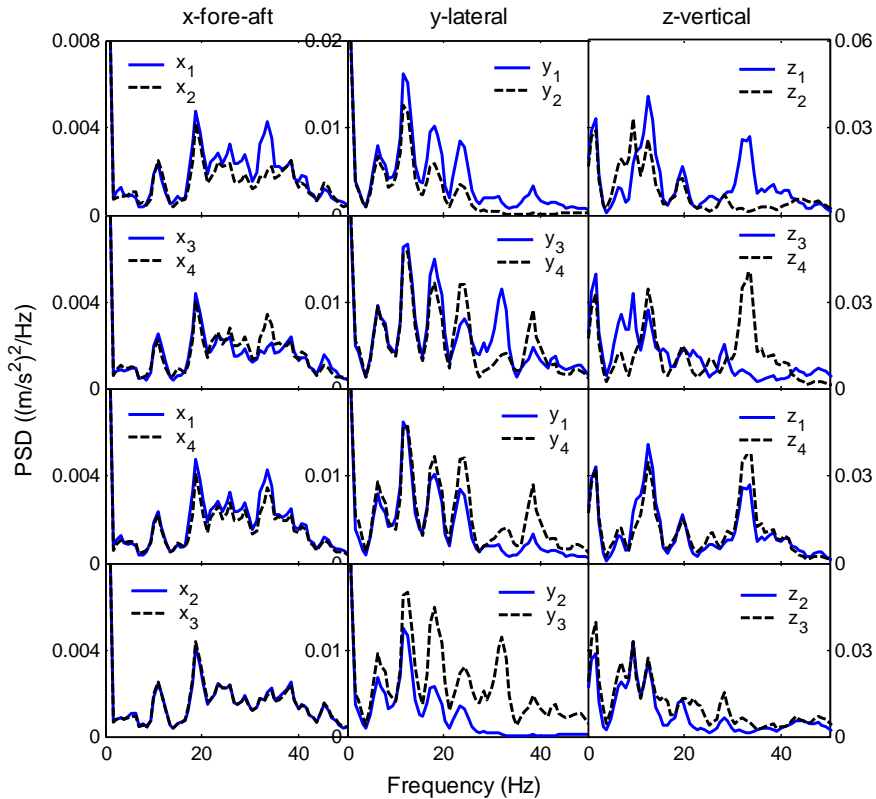 x-fore-aft y-lateral z-vertical
0.008 0.02 0.06
x1 y1 z1
x2 y2 z2
0.004 0.01 0.03
0 0 0
x3 y3 z3
x4 y4 z4
0.004 0.01 0.03
0 0 0
x1 y1 z1
x4 y4 z4
0.004 0.01 0.03
0 0 0
x2 y2 z2
x3 y3 z3
0.004 0.01 0.03
0 0 0
0 20 40 0 20 40 0 20 40
PSD ((m/s²)²/Hz)
Frequency (Hz)